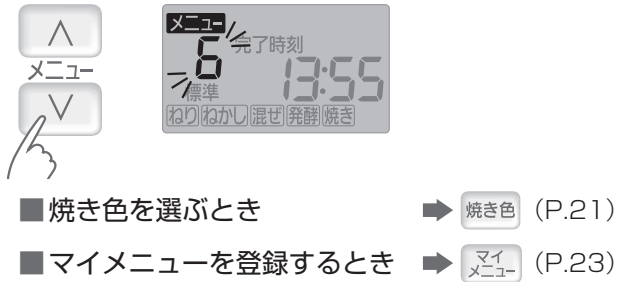 メニュー
メニュー
6
完了時刻
13:55
標準
ねり ねかし 混ぜ 発酵 焼き
■焼き色を選ぶとき ➡ 焼き色 (P.21)
■マイメニューを登録するとき ➡ マイメニュー (P.23)